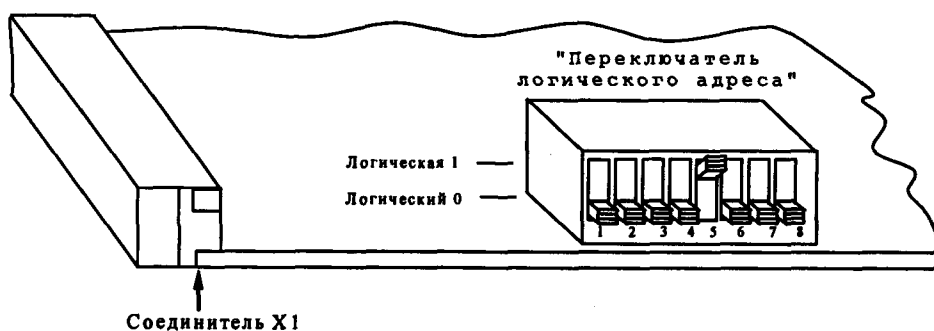 "Переключатель
логического адреса"
Логическая 1
Логический 0
1 2 3 4 5 6 7 8
Соединитель X1